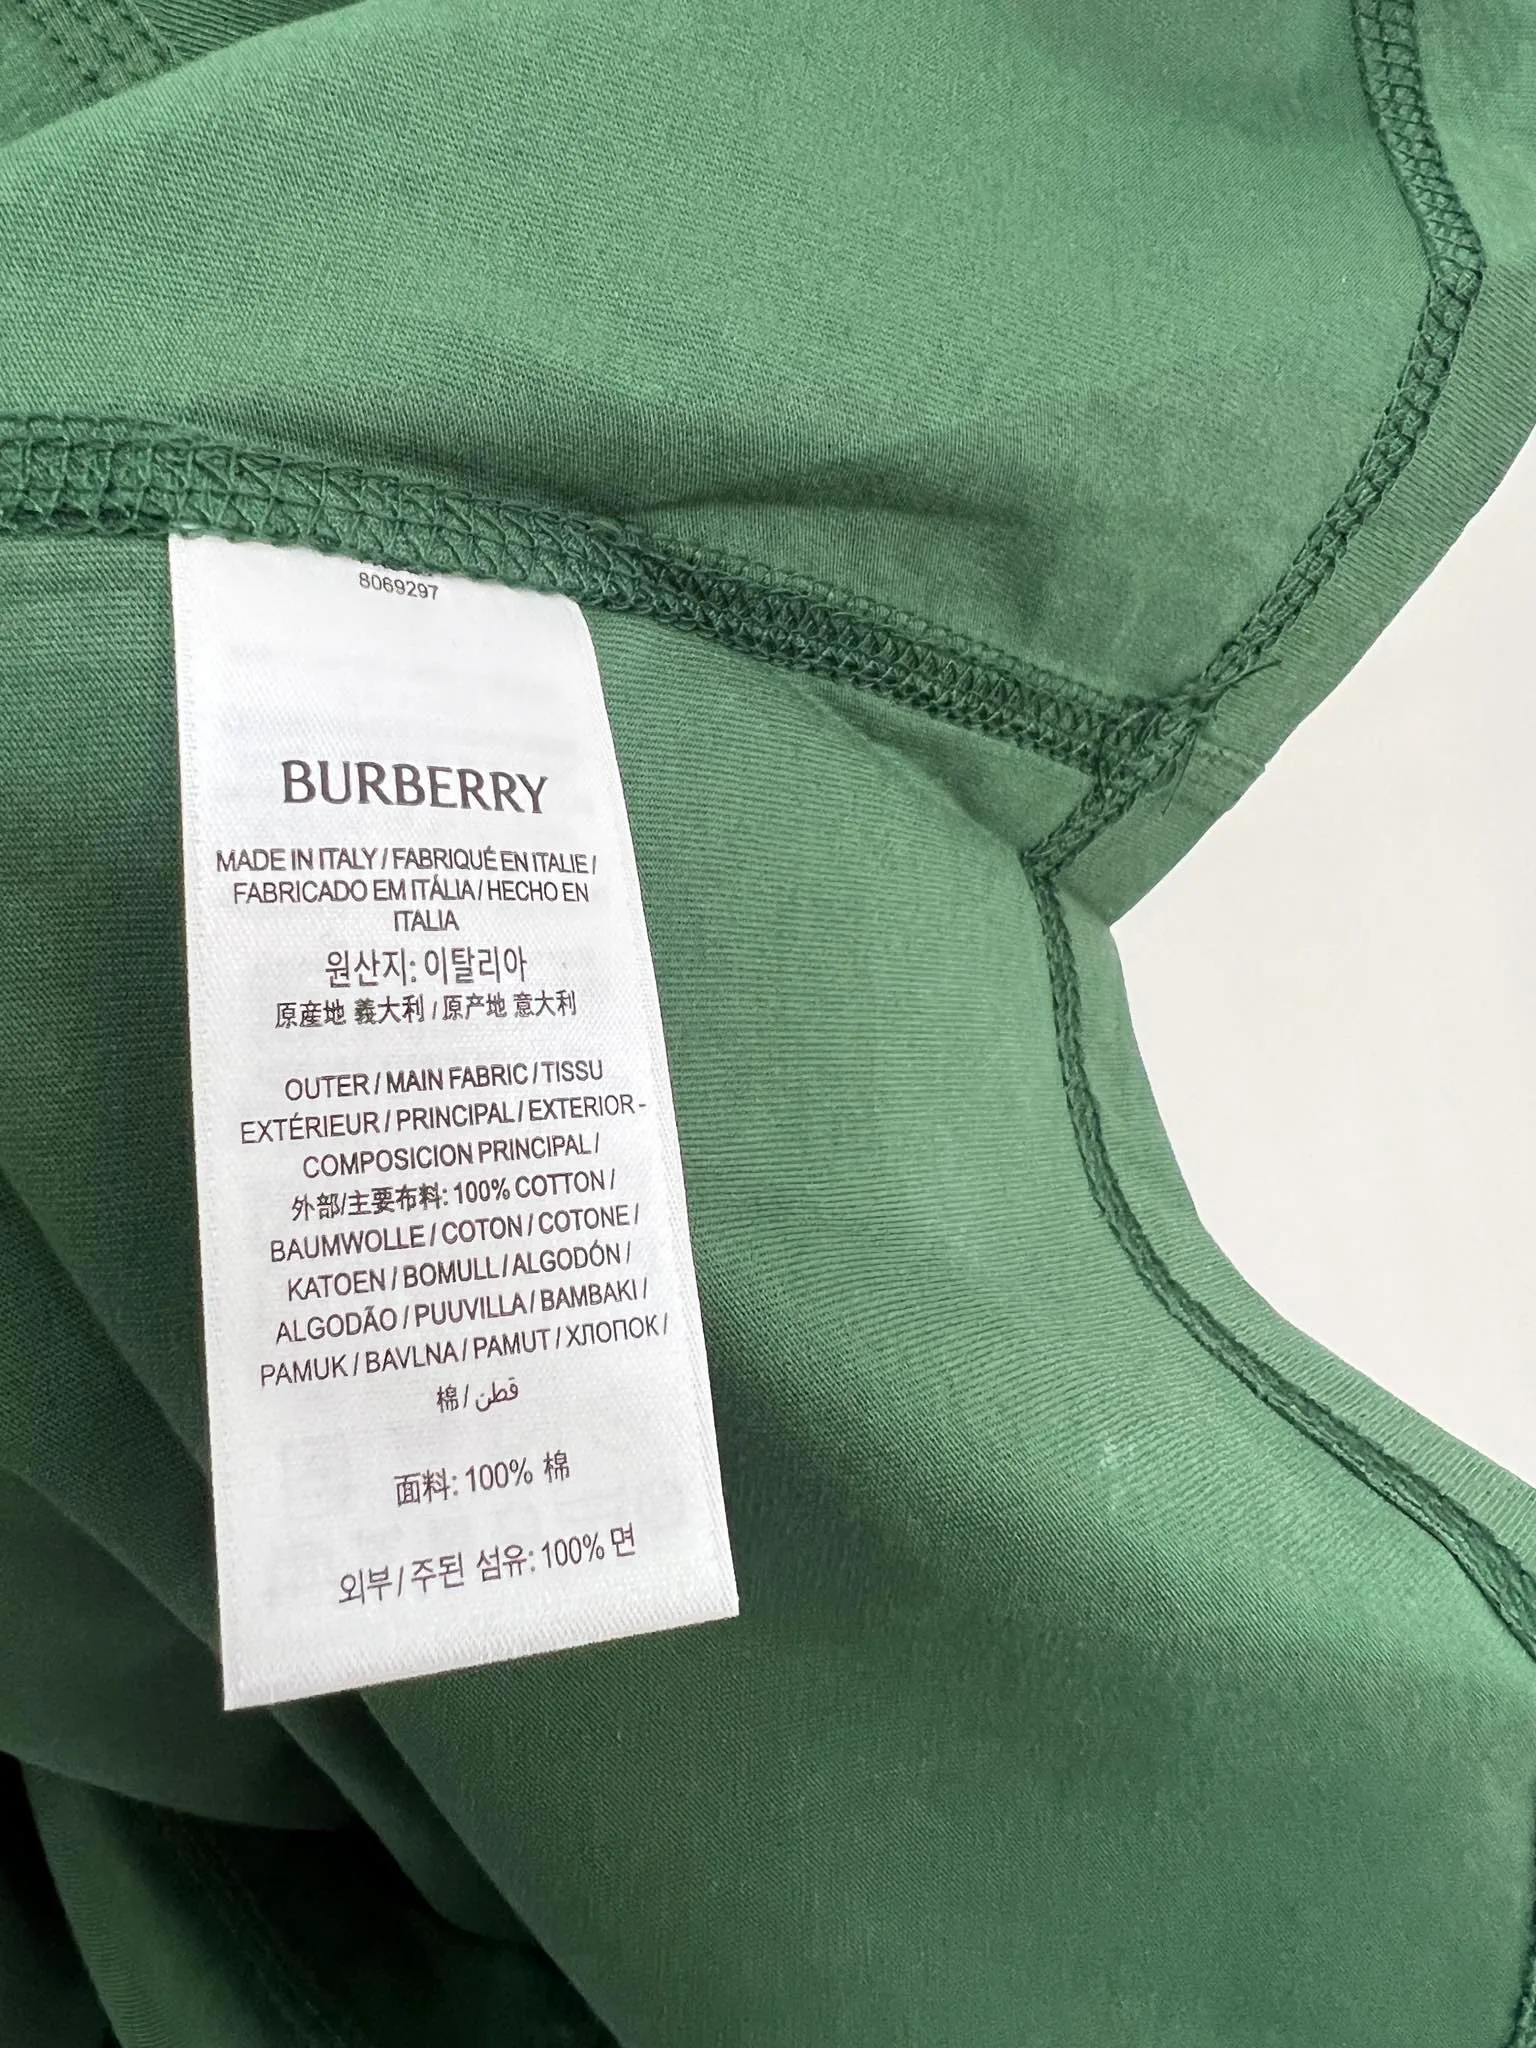 8069297
BURBERRY
MADE IN ITALY / FABRIQUÉ EN ITALIE /
FABRICADO EM ITÁLIA / HECHO EN
ITALIA
원산지: 이탈리아
原産地 義大利 / 原产地 意大利
OUTER / MAIN FABRIC / TISSU
EXTÉRIEUR / PRINCIPAL / EXTERIOR -
COMPOSICION PRINCIPAL /
外部/主要布料: 100% COTTON /
BAUMWOLLE / COTON / COTONE /
KATOEN / BOMULL / ALGODÓN /
ALGODÃO / PUUVILLA / BAMBAKI /
PAMUK / BAVLNA / PAMUT / ХЛОПОК /
棉 / قطن
面料: 100% 棉
외부 / 주된 섬유: 100% 면